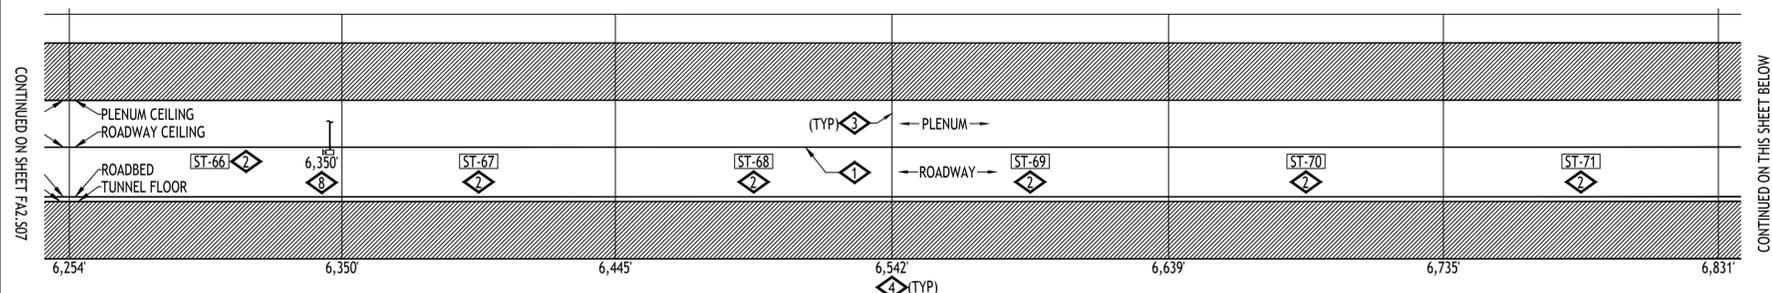 CONTINUED ON SHEET FA2.S07
PLENUM CEILING
ROADWAY CEILING
ROADBED
TUNNEL FLOOR
ST-66
2
6,350'
8
ST-67
2
ST-68
2
(TYP)
3
PLENUM
1
ROADWAY
ST-69
2
ST-70
2
ST-71
2
6,254'
6,350'
6,445'
6,542'
6,639'
6,735'
6,831'
4
(TYP)
CONTINUED ON THIS SHEET BELOW